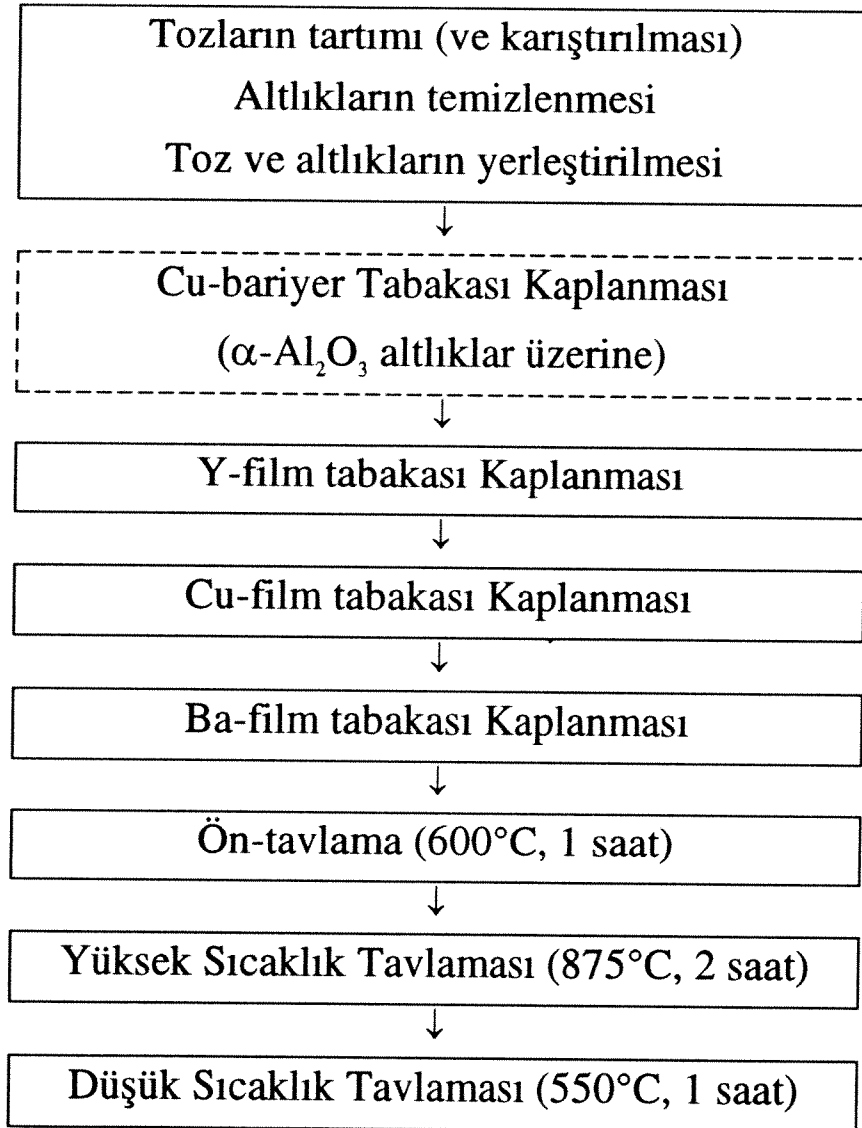 Tozların tartımı (ve karıştırılması)
Altlıkların temizlenmesi
Toz ve altlıkların yerleştirilmesi
↓
Cu-bariyer Tabakası Kaplanması
(α-Al₂O₃ altlıklar üzerine)
↓
Y-film tabakası Kaplanması
↓
Cu-film tabakası Kaplanması
↓
Ba-film tabakası Kaplanması
↓
Ön-tavlama (600°C, 1 saat)
↓
Yüksek Sıcaklık Tavlaması (875°C, 2 saat)
↓
Düşük Sıcaklık Tavlaması (550°C, 1 saat)